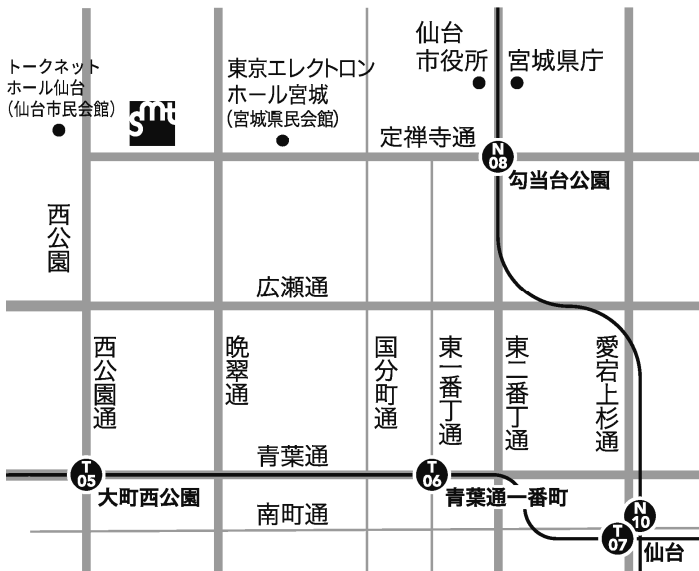 仙台
市役所
宮城県庁
トークネット
ホール仙台
(仙台市民会館)
smt
東京エレクトロン
ホール宮城
(宮城県民会館)
定禅寺通
N
08
勾当台公園
西公園
広瀬通
西公園通
晩翠通
国分町通
東一番丁通
東二番丁通
愛宕上杉通
青葉通
T
05
大町西公園
T
06
青葉通一番町
南町通
N
10
T
07
仙台